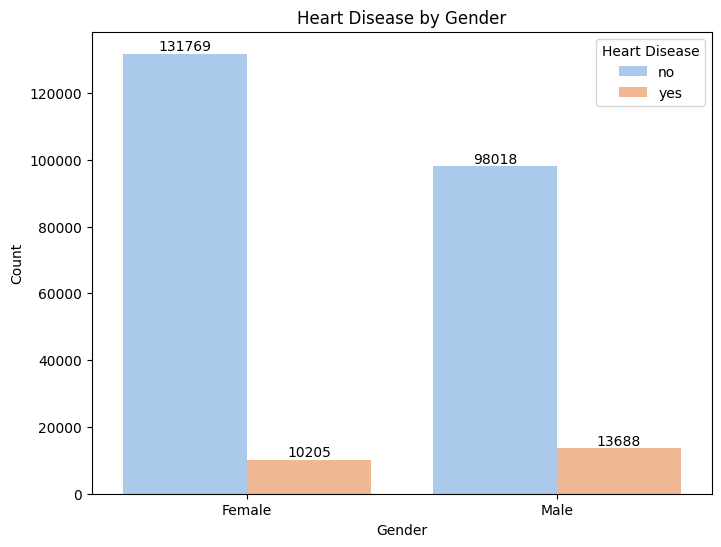 Heart Disease by Gender
131769
Heart Disease
no
yes
120000
100000
98018
80000
Count
60000
40000
20000
13688
10205
0
Female
Male
Gender